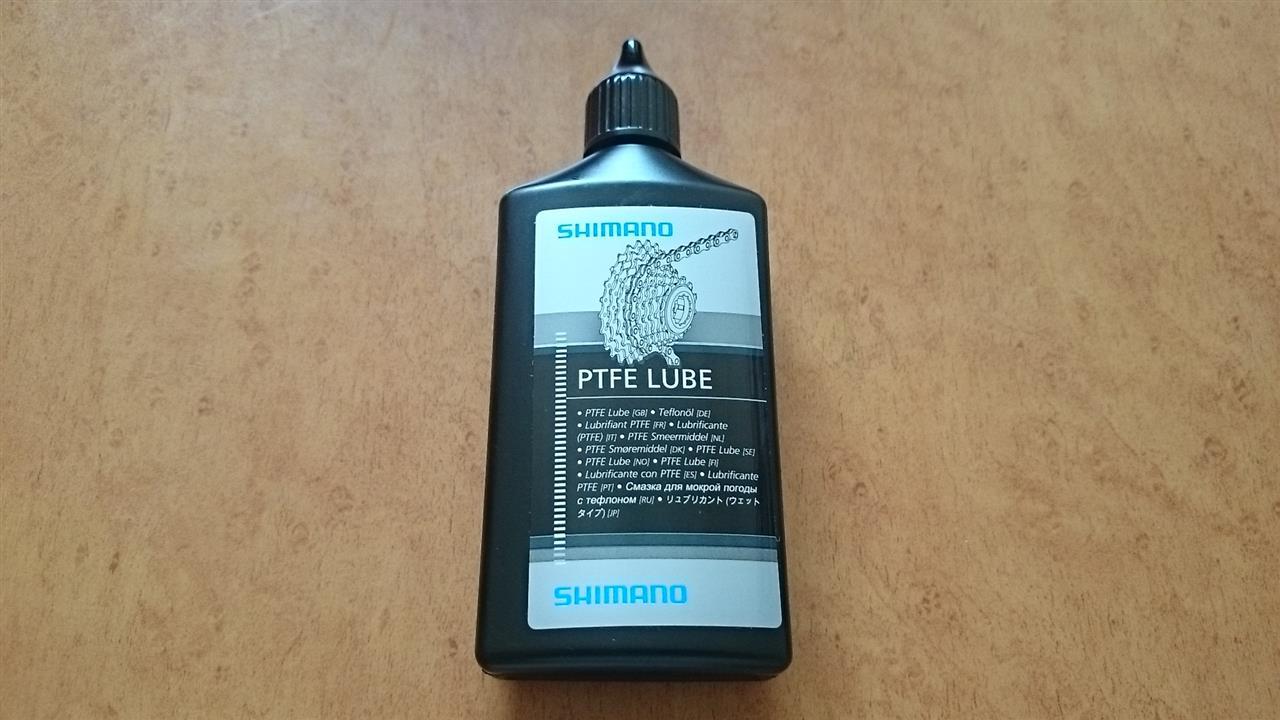 SHIMANO
PTFE LUBE
• PTFE Lube [GB] • Teflonöl [DE]
• Lubrifiant PTFE [FR] • Lubrificante
(PTFE) [IT] • PTFE Smeermiddel [NL]
• PTFE Smøremiddel [DK] • PTFE Lube [SE]
• PTFE Lube [NO] • PTFE Lube [FI]
• Lubrificante con PTFE [ES] • Lubrificante
PTFE [PT] • Смазка для мокрой погоды
с тефлоном [RU] • リュブリカント (ウェット
タイプ) [JP]
SHIMANO